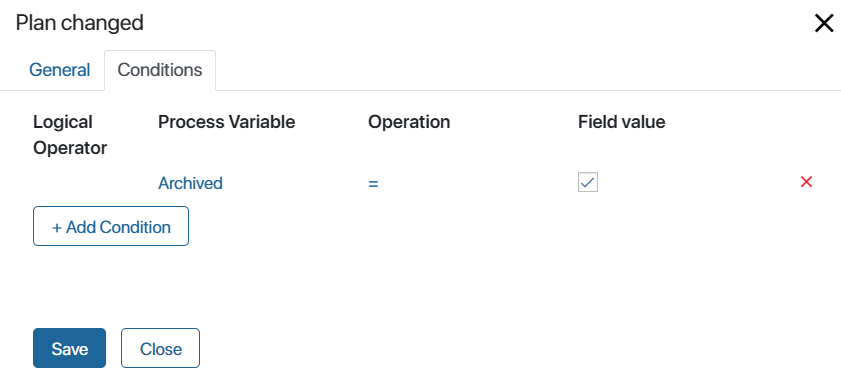 Plan changed
General Conditions
Logical Operator Process Variable Operation Field value
Archived =
+ Add Condition
Save Close